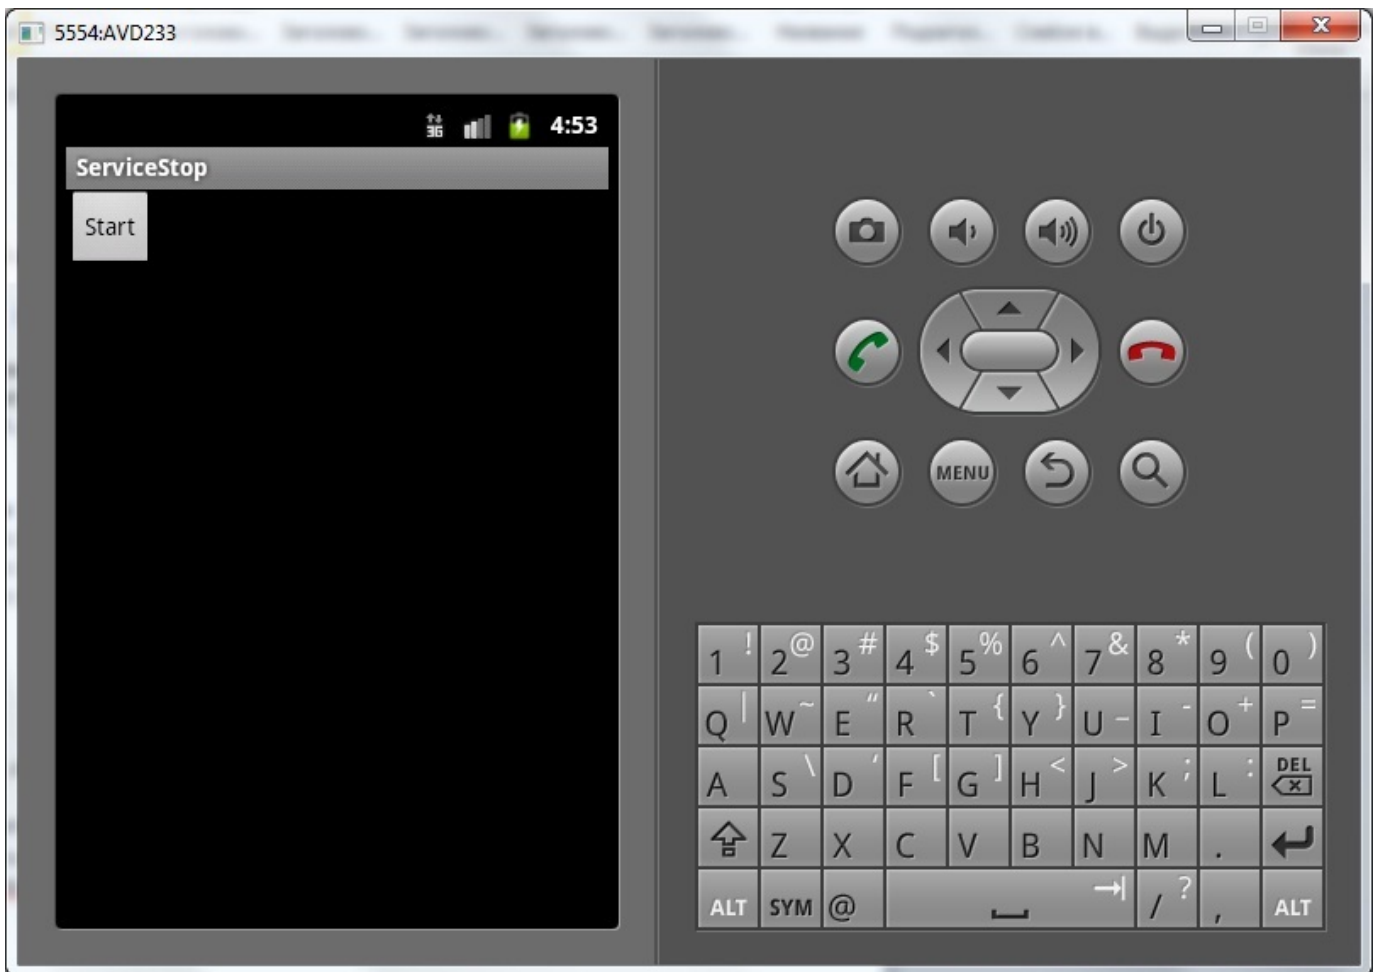 5554:AVD233
3G 4:53
ServiceStop
Start
MENU
1 ! 2 @ 3 # 4 $ 5 % 6 ^ 7 & 8 * 9 ( 0 )
Q | W ~ E “ R ` T { Y } U _ I - O + P =
A S \ D ‘ F [ G ] H < J > K ; L : DEL
Z X C V B N M .
ALT SYM @ / ? , ALT